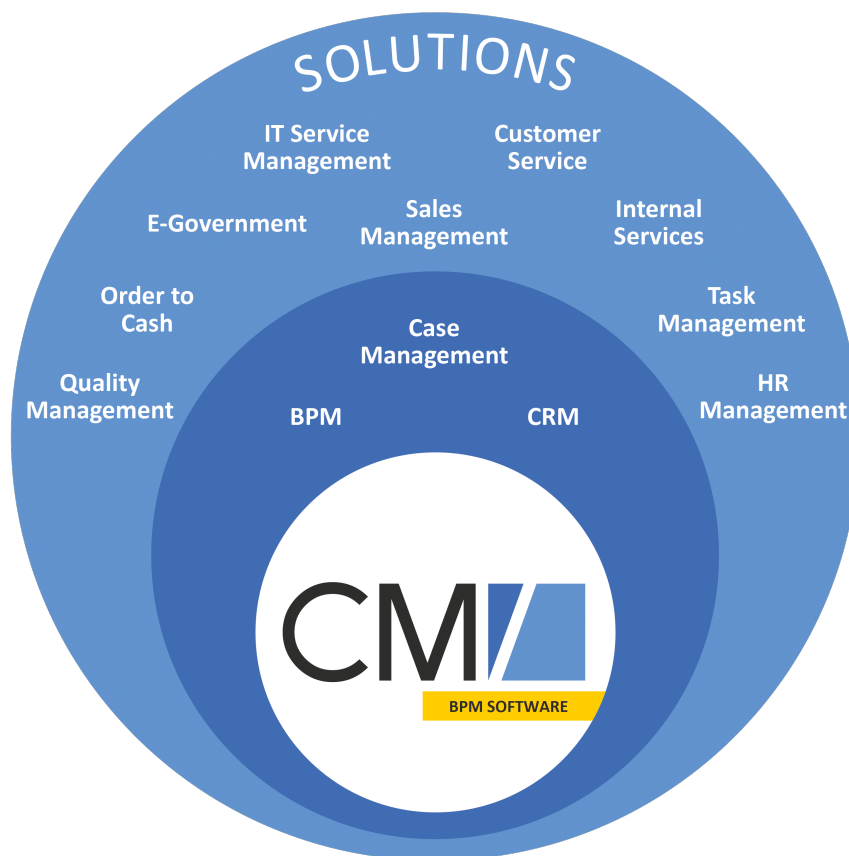 SOLUTIONS
IT Service
Management
Customer
Service
E-Government
Sales
Management
Internal
Services
Order to
Cash
Task
Management
Quality
Management
HR
Management
Case
Management
BPM
CRM
CM
BPM SOFTWARE